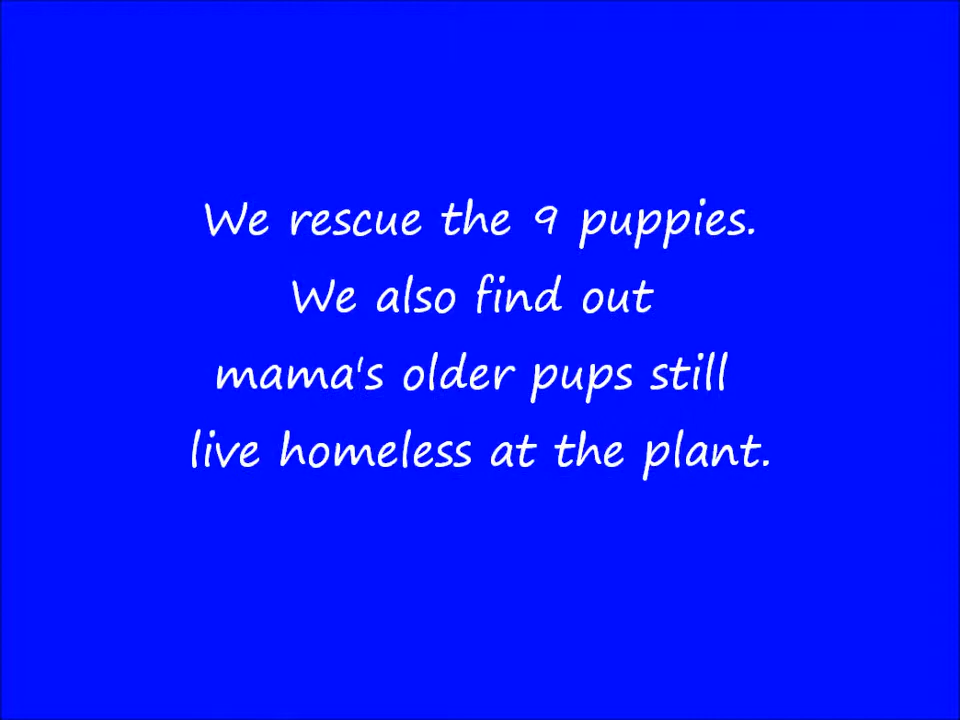 We rescue the 9 puppies.
We also find out
mama's older pups still
live homeless at the plant.